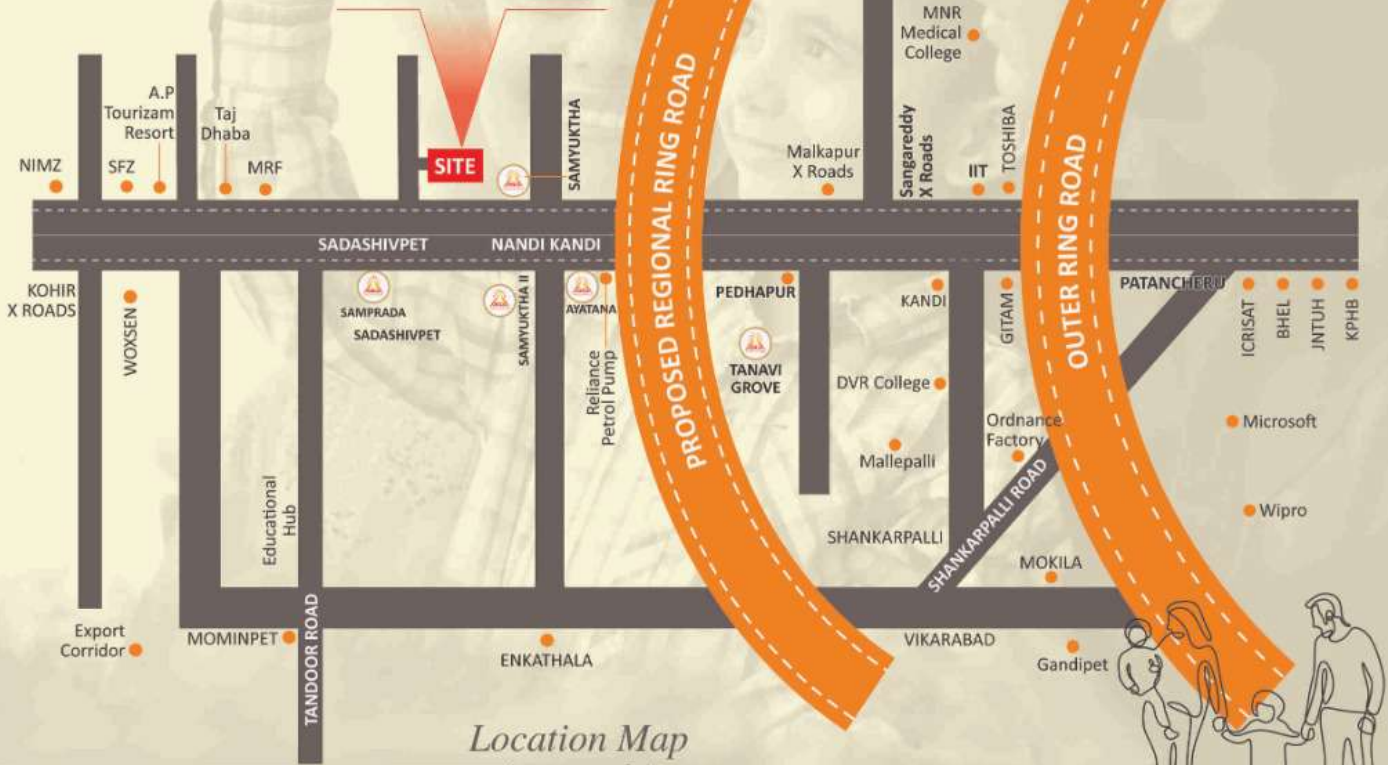 MNR
Medical
College
A.P
Tourizam
Resort
Taj
Dhaba
NIMZ
SFZ
MRF
SITE
SAMYUKTHA
PROPOSED REGIONAL RING ROAD
Malkapur
X Roads
Sangareddy
X Roads
IIT
TOSHIBA
OUTER RING ROAD
SADASHIVPET
NANDI KANDI
KOHIR
X ROADS
WOXSEN
SAMPRADA
SADASHIVPET
SAMYUKTHA II
AYATANA
Reliance
Petrol Pump
PEDHAPUR
TANAVI
GROVE
KANDI
GITAM
PATANCHERU
ICRISAT
BHEL
JNTUH
KPHB
DVR College
Mallepalli
Ordnance
Factory
Microsoft
Wipro
Educational
Hub
SHANKARPALLI
SHANKARPALLI ROAD
MOKILA
Export
Corridor
MOMINPET
TANDOOR ROAD
ENKATHALA
VIKARABAD
Gandipet
Location Map